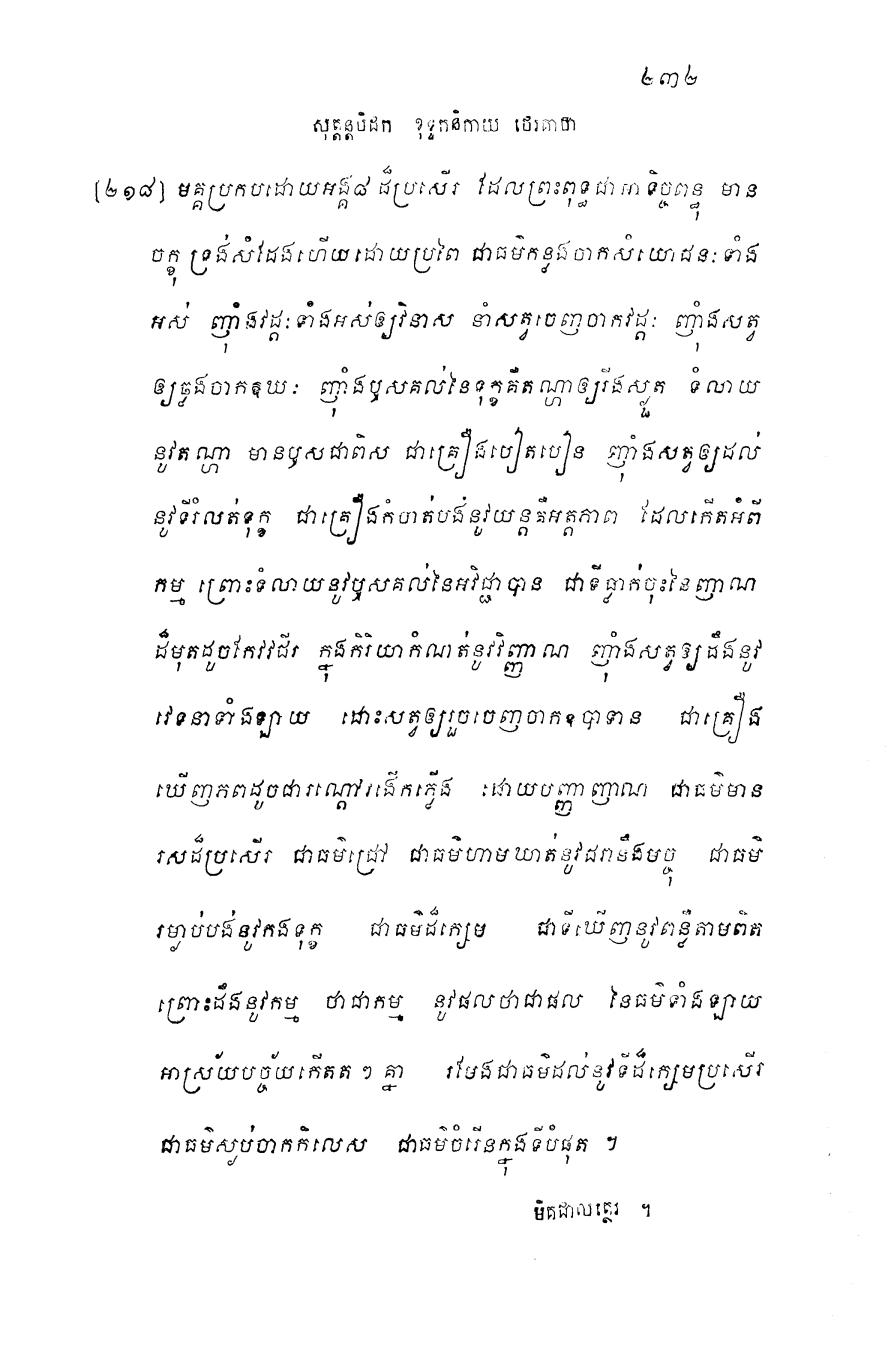 ២៣២
សុត្តន្តបិដក ខុទ្ទកនិកាយ ថេរគាថា
[២១៨] មគ្គប្រកបដោយអង្គ៨ដ៏ប្រសើរ ដែលព្រះពុទ្ធជាអាទិច្ចពន្ធុ មាន
ចក្ខុ ទ្រង់សំដែងហើយដោយប្រពៃ ជាធម៌កន្លងចាកសំយោជនៈទាំង
អស់ ញុំាងវដ្តៈទាំងអស់ឲ្យវិនាស នាំសត្វចេញចាកវដ្តៈ ញុំាងសត្វ
ឲ្យឆ្លងចាកឱឃៈ ញុំាងឫសគល់នៃទុក្ខគឺតណ្ហាឲ្យរីងស្ងួត ទំលាយ
នូវតណ្ហា មានឫសជាពិស ជាគ្រឿងបៀតបៀន ញុំាងសត្វឲ្យដល់
នូវទីរំលត់ទុក្ខ ជាគ្រឿងកំចាត់បង់នូវយន្តគឺអត្តភាព ដែលកើតអំពី
កម្ម ព្រោះទំលាយនូវឫសគល់នៃអវិជ្ជាបាន ជាទីធ្លាក់ចុះនៃញាណ
ដ៏មុតដូចកែវវជីរ ក្នុងកិរិយាកំណត់នូវវិញ្ញាណ ញុំាងសត្វឲ្យដឹងនូវ
វេទនាទាំងឡាយ ដោះសត្វឲ្យរួចចេញចាកឧបាទាន ជាគ្រឿង
ឃើញភពដូចជារណ្តៅរងើកភ្លើង ដោយបញ្ញាញាណ ជាធម៌មាន
រសដ៏ប្រសើរ ជាធម៌ជ្រៅ ជាធម៌ហាមឃាត់នូវជរានឹងមច្ចុ ជាធម៌
រម្ងាប់បង់នូវកងទុក្ខ ជាធម៌ដ៏ក្សេម ជាទីឃើញនូវពន្លឺតាមពិត
ព្រោះដឹងនូវកម្ម ថាជាកម្ម នូវផលថាជាផល នៃធម៌ទាំងឡាយ
អាស្រ័យបច្ច័យកើតត ៗ គ្នា រមែងជាធម៌ដល់នូវទីដ៏ក្សេមប្រសើរ
ជាធម៌ស្ងប់ចាកកិលេស ជាធម៌ចំរើនក្នុងទីបំផុត ។
មិគជាលត្ថេរ ។